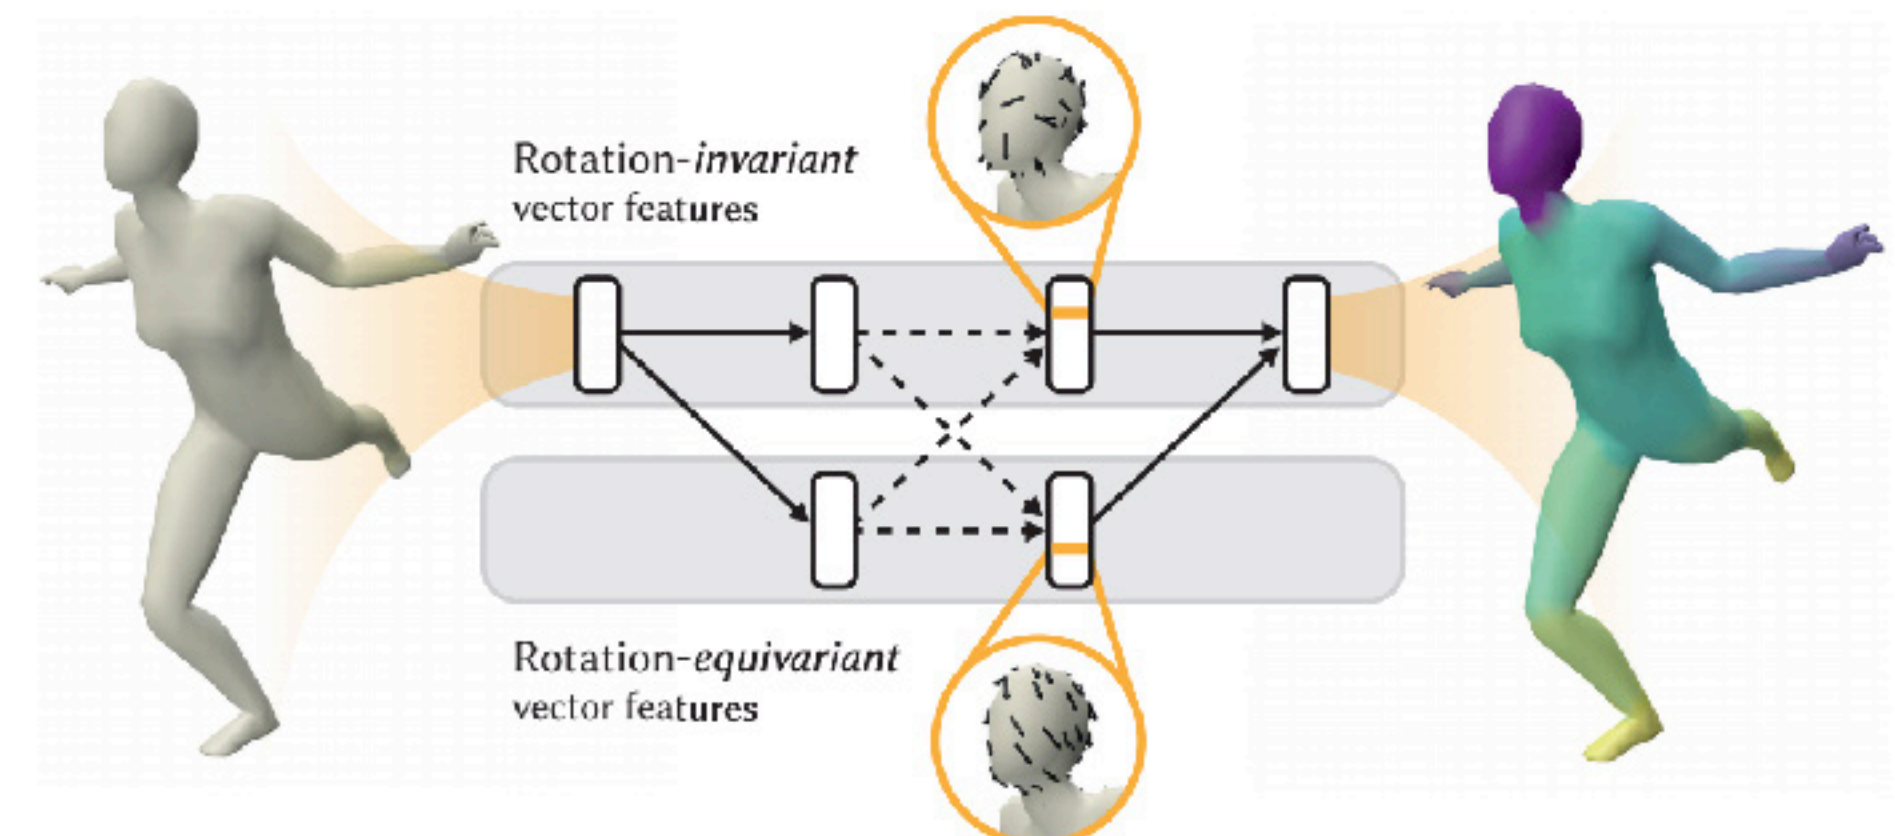 Rotation-invariant
vector features
Rotation-equivariant
vector features